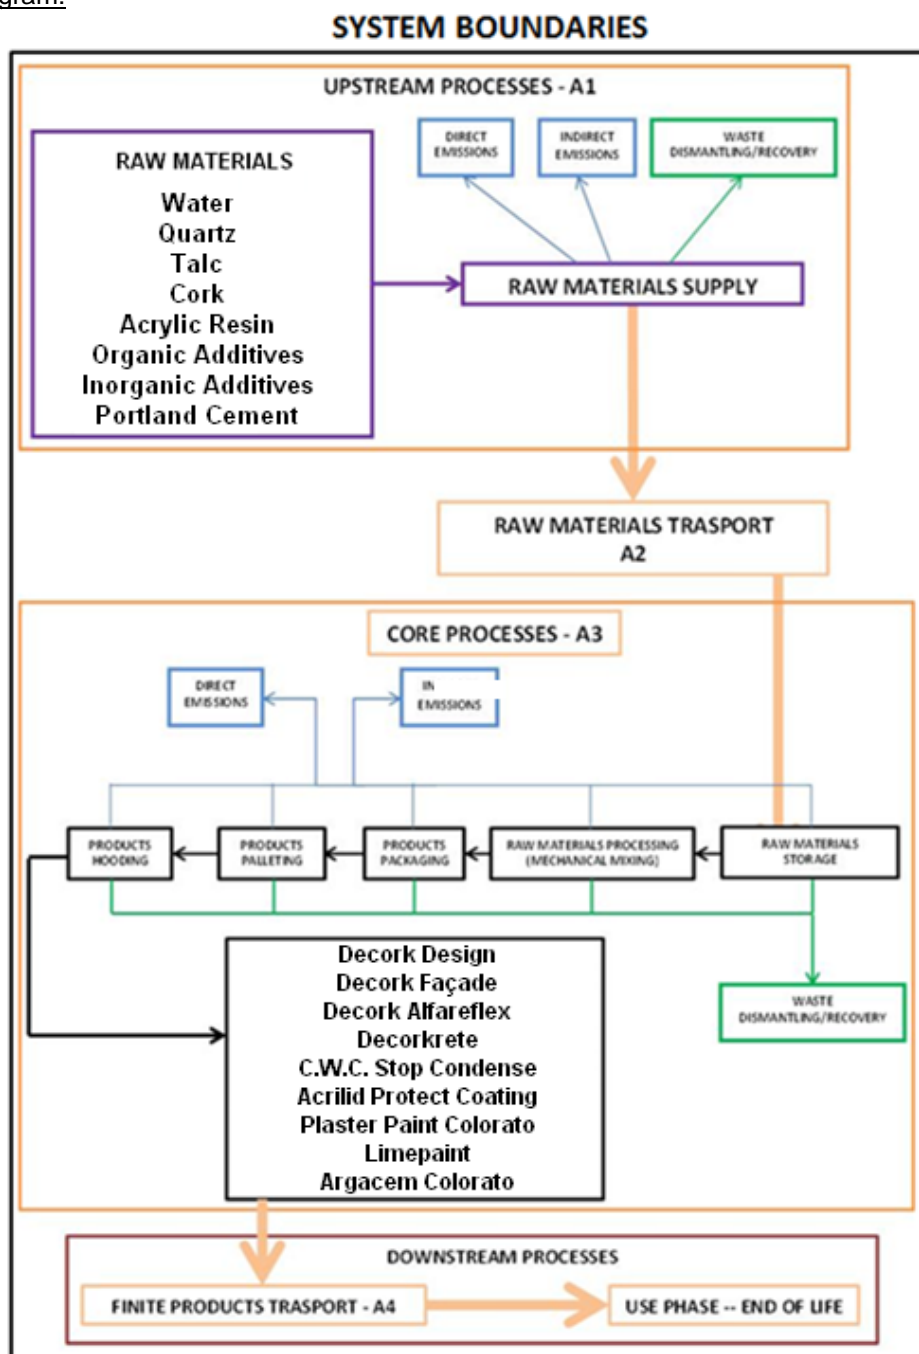 gram:
SYSTEM BOUNDARIES
UPSTREAM PROCESSES - A1
RAW MATERIALS
Water
Quartz
Talc
Cork
Acrylic Resin
Organic Additives
Inorganic Additives
Portland Cement
DIRECT
EMISSIONS
INDIRECT
EMISSIONS
WASTE
DISMANTLING/RECOVERY
RAW MATERIALS SUPPLY
RAW MATERIALS TRASPORT
A2
CORE PROCESSES - A3
DIRECT
EMISSIONS
IN
EMISSIONS
PRODUCTS
HOODING
PRODUCTS
PALLETING
PRODUCTS
PACKAGING
RAW MATERIALS PROCESSING
(MECHANICAL MIXING)
RAW MATERIALS
STORAGE
Decork Design
Decork Façade
Decork Alfareflex
Decorkrete
C.W.C. Stop Condense
Acrilid Protect Coating
Plaster Paint Colorato
Limepaint
Argacem Colorato
WASTE
DISMANTLING/RECOVERY
DOWNSTREAM PROCESSES
FINITE PRODUCTS TRASPORT - A4
USE PHASE -- END OF LIFE